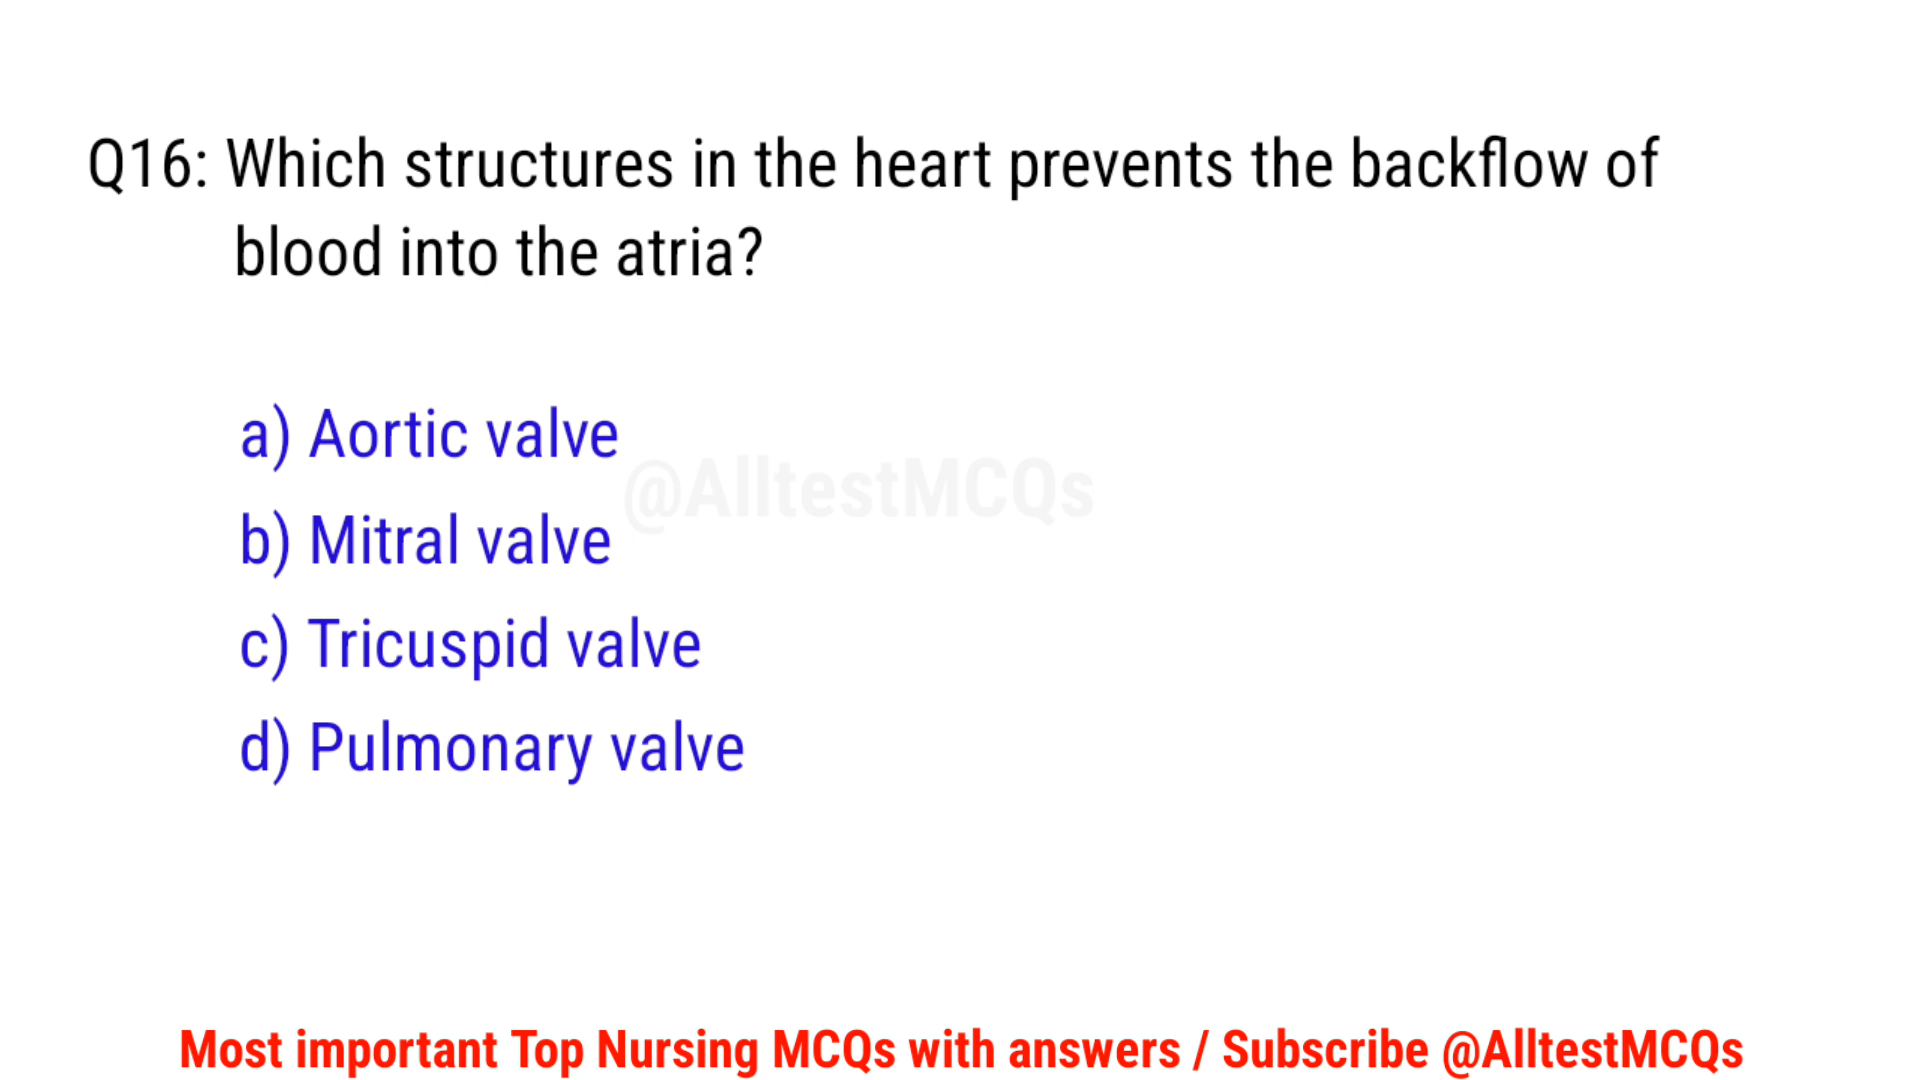 Q16: Which structures in the heart prevents the backflow of
blood into the atria?
a) Aortic valve
@AlltestMCQs
b) Mitral valve
c) Tricuspid valve
d) Pulmonary valve
Most important Top Nursing MCQs with answers / Subscribe @AlltestMCQs